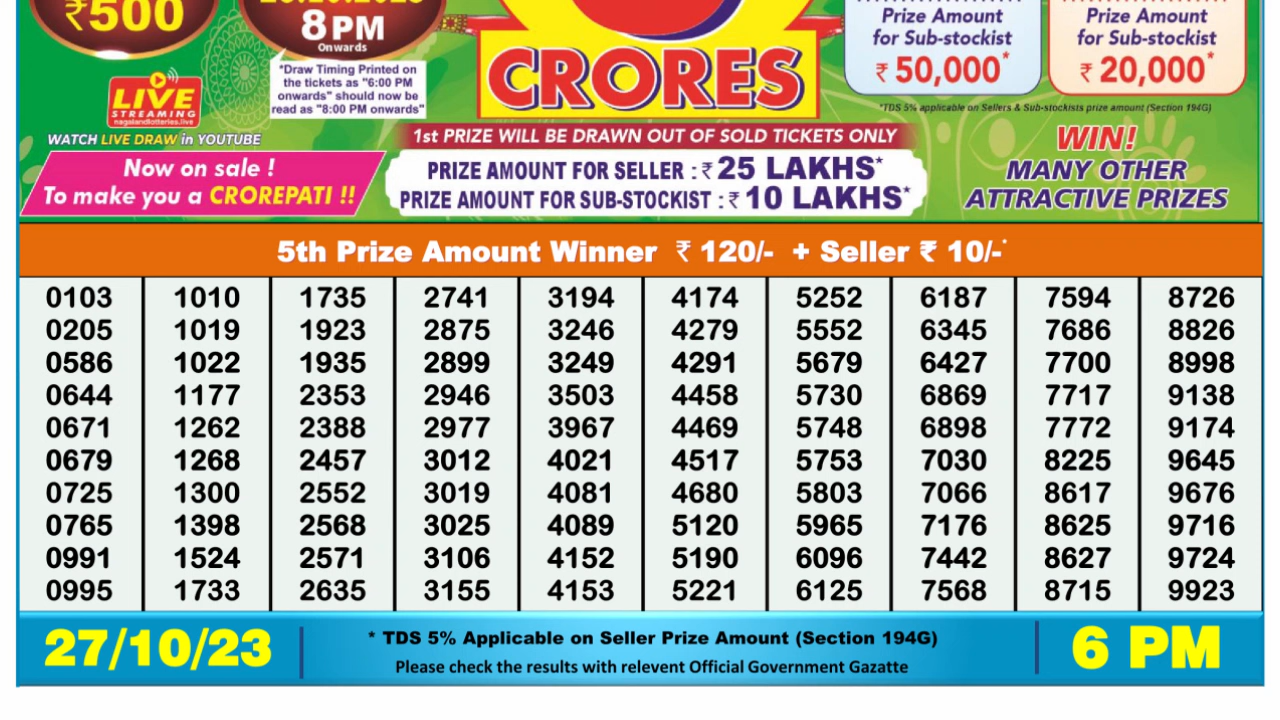 ₹500
8 PM
Onwards
*Draw Timing Printed on
the tickets as "6:00 PM
onwards" should now be
read as "8:00 PM onwards"
LIVE
STREAMING
nagalandlotteries.live
WATCH LIVE DRAW in YOUTUBE
Now on sale !
To make you a CROREPATI !!
CRORES
1st PRIZE WILL BE DRAWN OUT OF SOLD TICKETS ONLY
PRIZE AMOUNT FOR SELLER : ₹ 25 LAKHS*
PRIZE AMOUNT FOR SUB-STOCKIST : ₹ 10 LAKHS*
Prize Amount
for Sub-stockist
₹ 50,000*
Prize Amount
for Sub-stockist
₹ 20,000*
*TDS 5% applicable on Sellers & Sub-stockists prize amount (Section 194G)
WIN!
MANY OTHER
ATTRACTIVE PRIZES
5th Prize Amount Winner ₹ 120/- + Seller ₹ 10/-*
0103 1010 1735 2741 3194 4174 5252 6187 7594 8726
0205 1019 1923 2875 3246 4279 5552 6345 7686 8826
0586 1022 1935 2899 3249 4291 5679 6427 7700 8998
0644 1177 2353 2946 3503 4458 5730 6869 7717 9138
0671 1262 2388 2977 3967 4469 5748 6898 7772 9174
0679 1268 2457 3012 4021 4517 5753 7030 8225 9645
0725 1300 2552 3019 4081 4680 5803 7066 8617 9676
0765 1398 2568 3025 4089 5120 5965 7176 8625 9716
0991 1524 2571 3106 4152 5190 6096 7442 8627 9724
0995 1733 2635 3155 4153 5221 6125 7568 8715 9923
27/10/23
* TDS 5% Applicable on Seller Prize Amount (Section 194G)
Please check the results with relevent Official Government Gazatte
6 PM